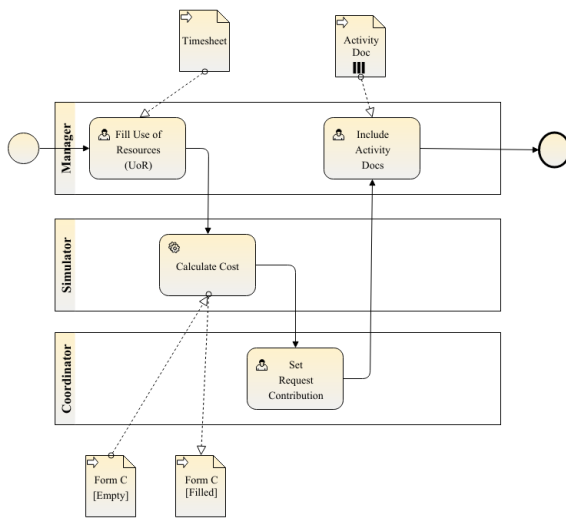 Timesheet
Activity
Doc
Manager
Fill Use of
Resources
(UoR)
Include
Activity
Docs
Simulator
Calculate Cost
Coordinator
Set
Request
Contribution
Form C
[Empty]
Form C
[Filled]